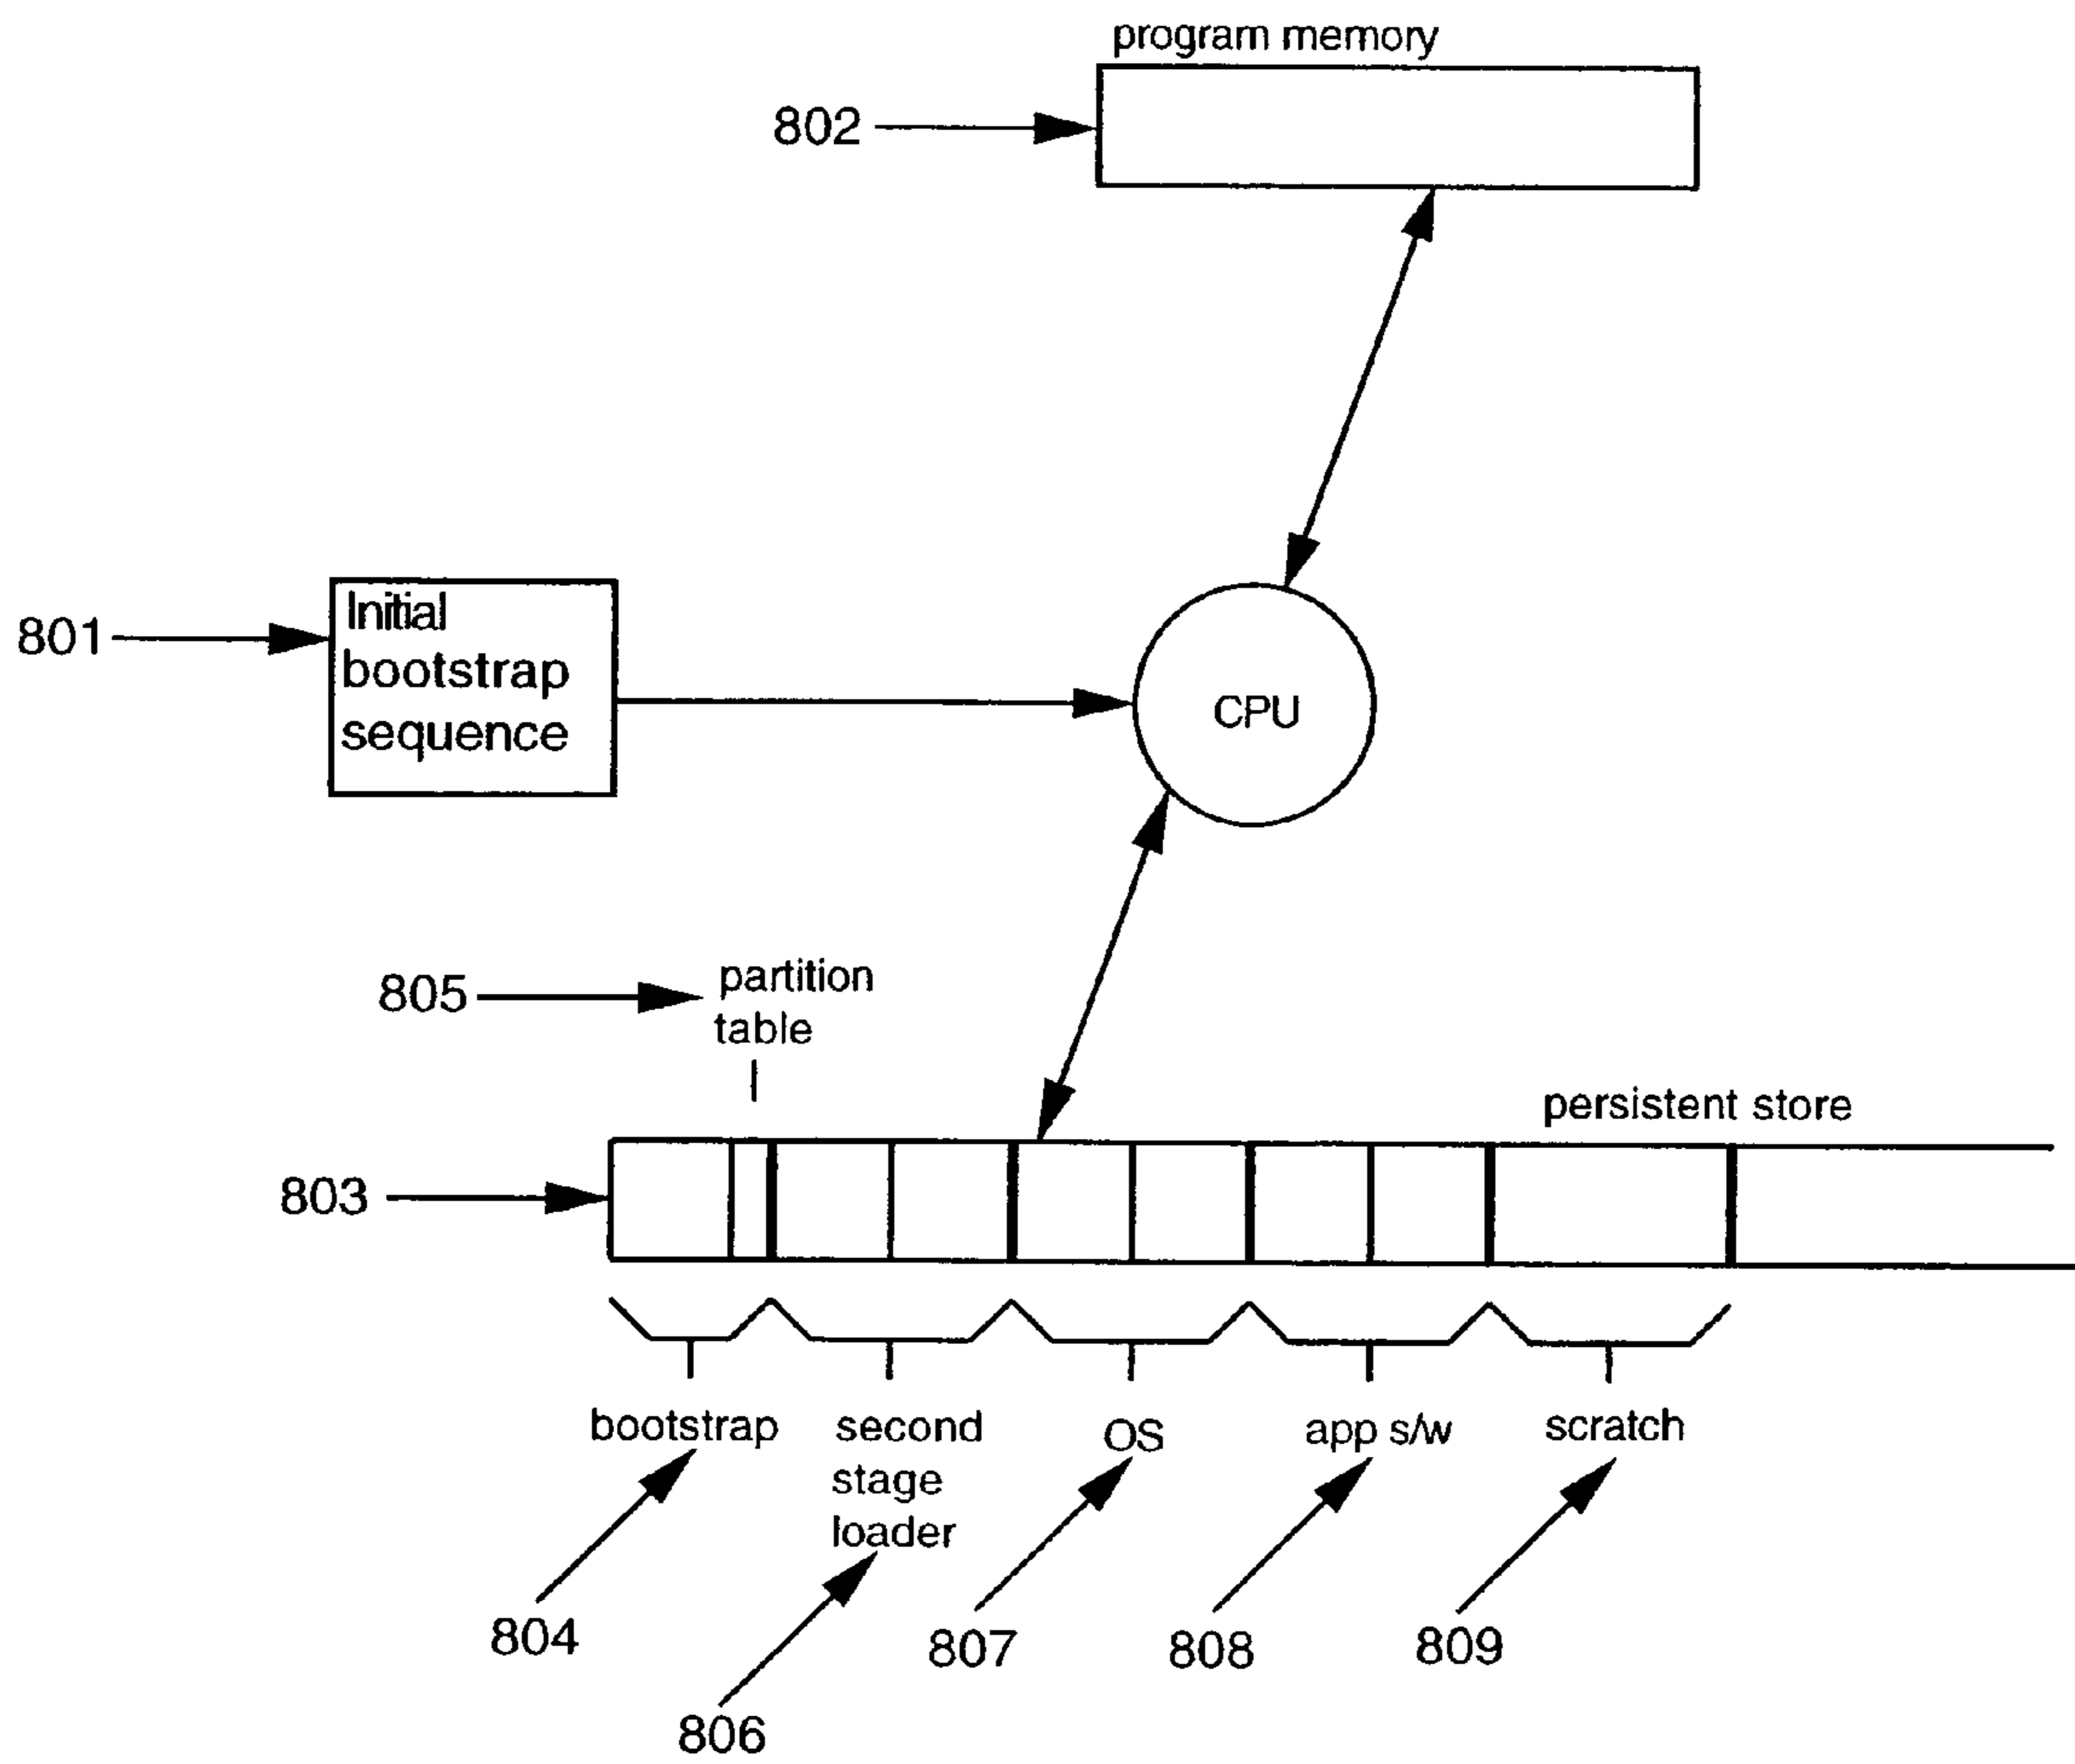 program memory
802
801
Initial
bootstrap
sequence
CPU
805
partition
table
persistent store
803
bootstrap
second
stage
loader
OS
app s/w
scratch
804
806
807
808
809